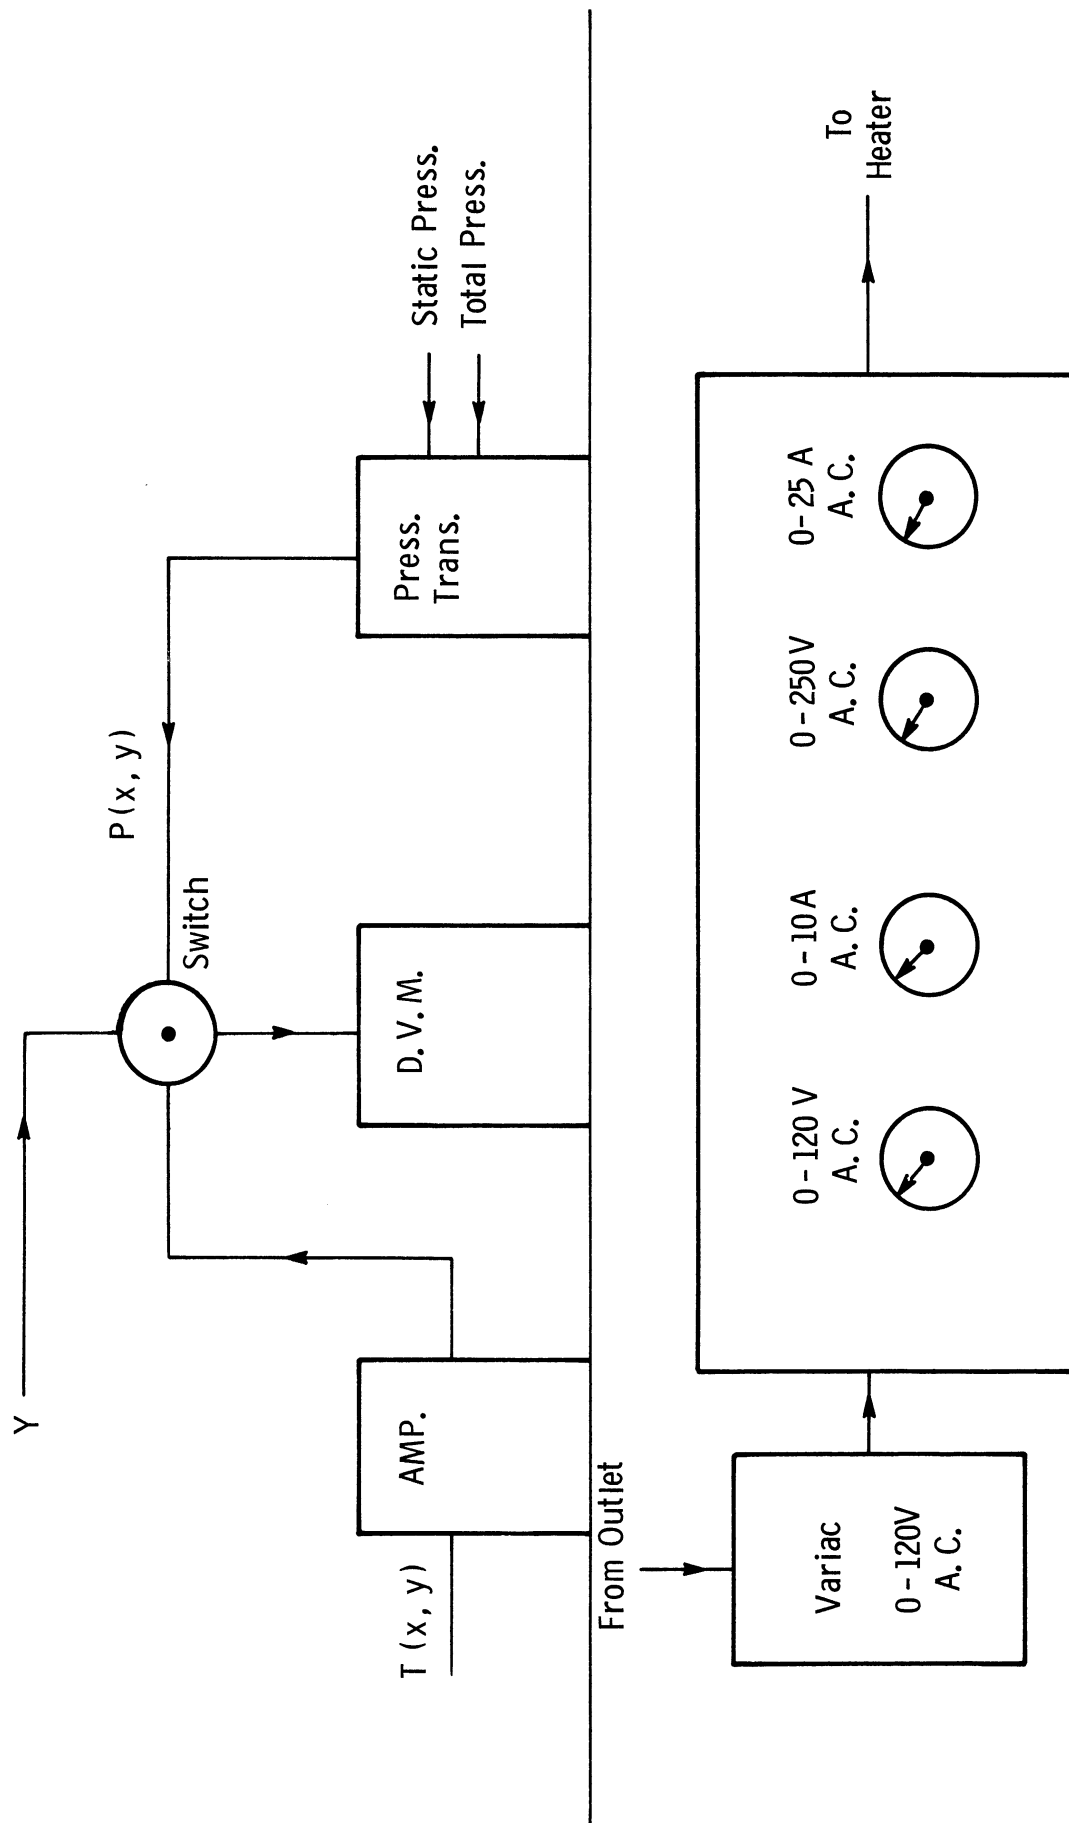 Y
P(x, y)
Switch
T(x, y)
AMP.
D. V. M.
Press.
Trans.
Static Press.
Total Press.
From Outlet
Variac
0-120V
A. C.
0-120 V
A. C.
0-10 A
A. C.
0-250 V
A. C.
0-25 A
A. C.
To
Heater